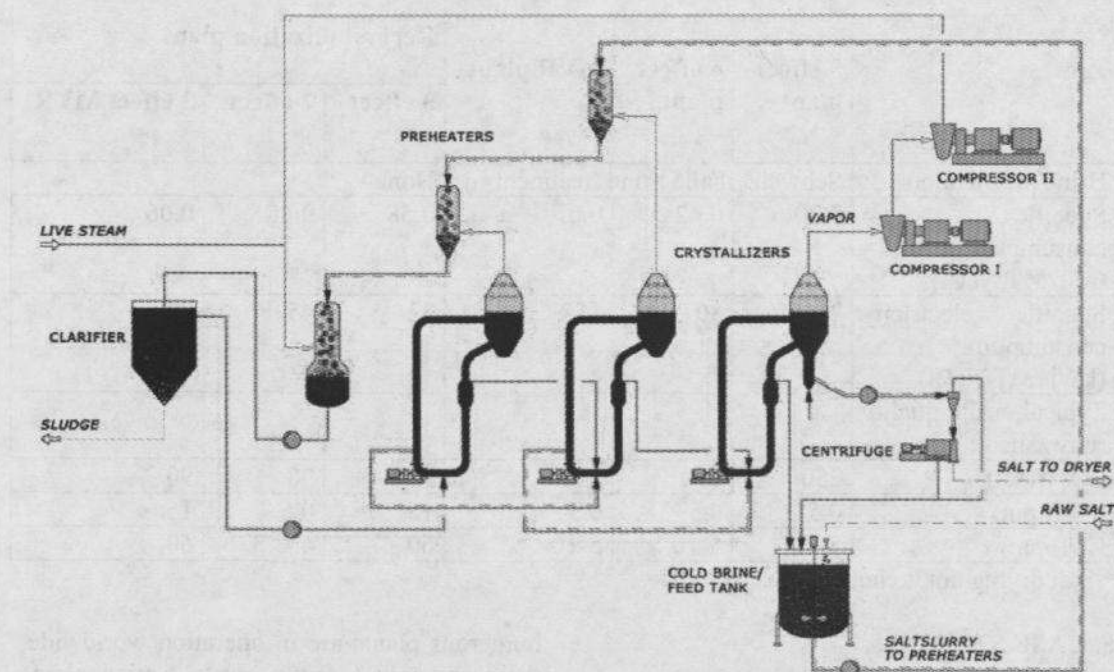 PREHEATERS
COMPRESSOR II
LIVE STEAM
VAPOR
CRYSTALLIZERS
COMPRESSOR I
CLARIFIER
SLUDGE
CENTRIFUGE
SALT TO DRYER
RAW SALT
COLD BRINE/
FEED TANK
SALTSLURRY
TO PREHEATERS